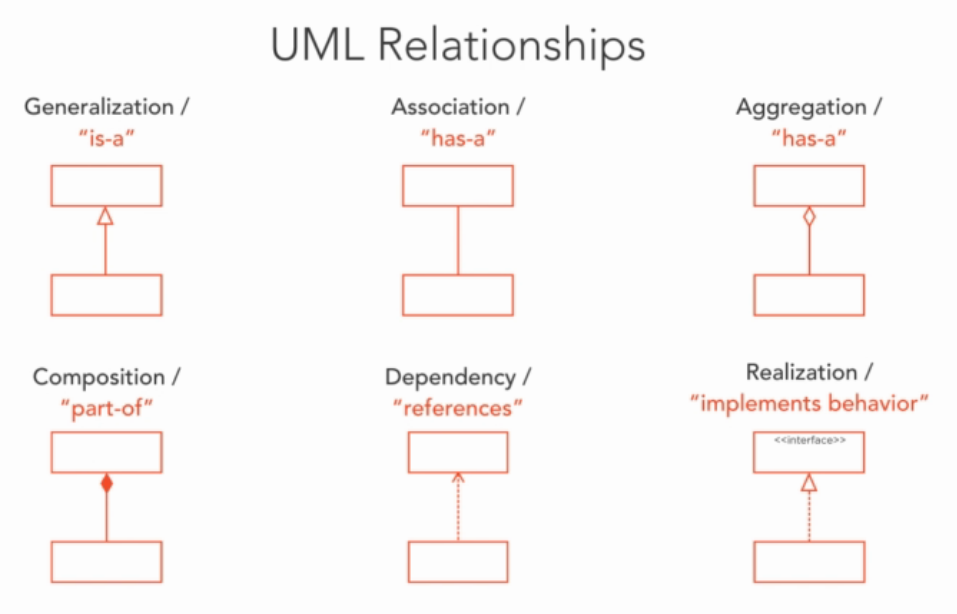 UML Relationships
Generalization /
“is-a”
Association /
“has-a”
Aggregation /
“has-a”
Composition /
“part-of”
Dependency /
“references”
Realization /
“implements behavior”
<<interface>>